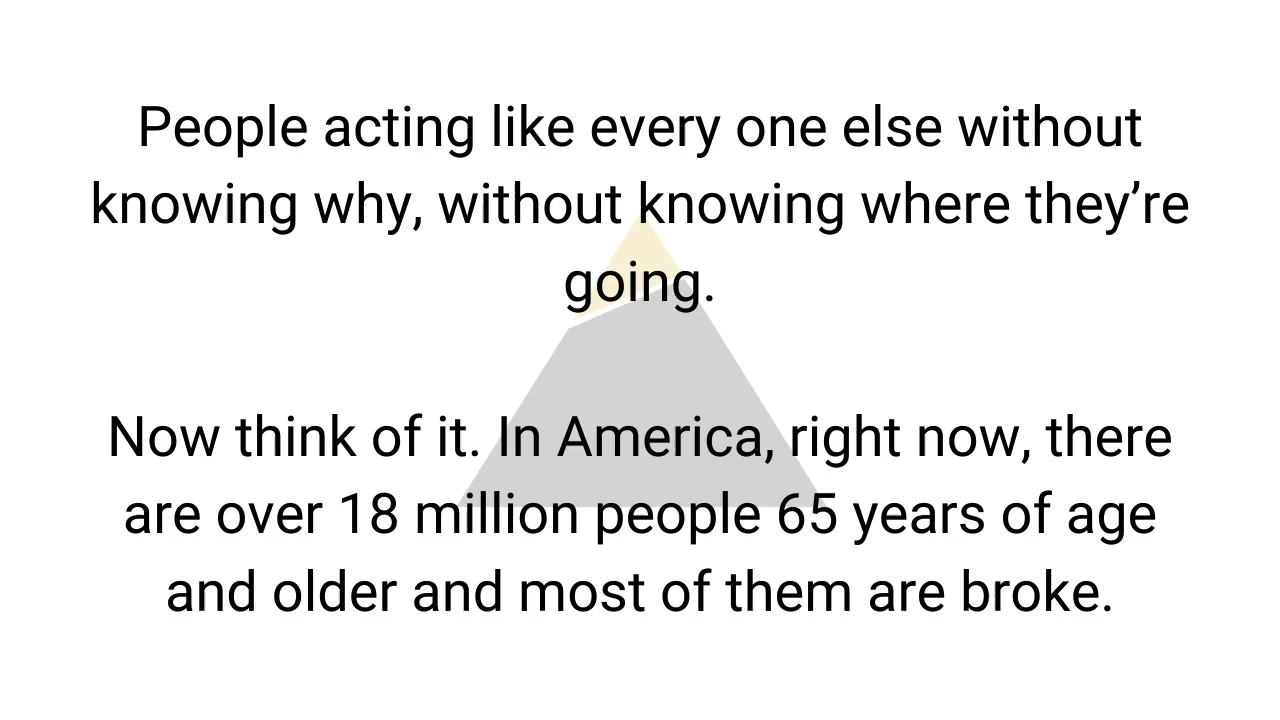 People acting like every one else without
knowing why, without knowing where they’re
going.
Now think of it. In America, right now, there
are over 18 million people 65 years of age
and older and most of them are broke.